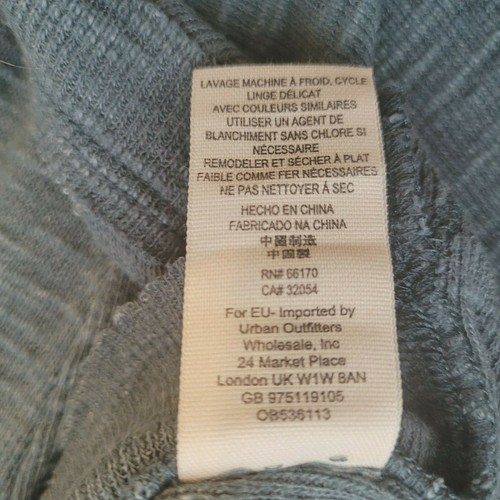 LAVAGE MACHINE À FROID, CYCLE
LINGE DÉLICAT
AVEC COULEURS SIMILAIRES
UTILISER UN AGENT DE
BLANCHIMENT SANS CHLORE SI
NÉCESSAIRE
REMODELER ET SÉCHER À PLAT
FAIBLE COMME FER NÉCESSAIRES
NE PAS NETTOYER À SEC
HECHO EN CHINA
FABRICADO NA CHINA
中國制造
中国製
RN# 66170
CA# 32054
For EU- Imported by
Urban Outfitters
Wholesale, Inc
24 Market Place
London UK W1W 8AN
GB 975119105
OB536113